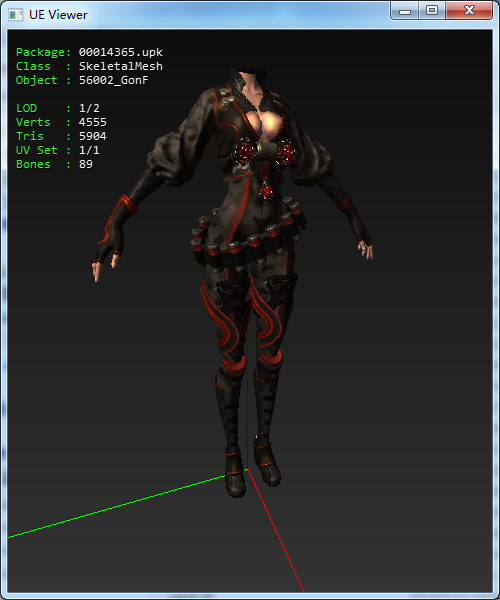 UE Viewer
Package: 00014365.upk
Class : SkeletalMesh
Object : 56002_GonF
LOD : 1/2
Verts : 4555
Tris : 5904
UV Set : 1/1
Bones : 89